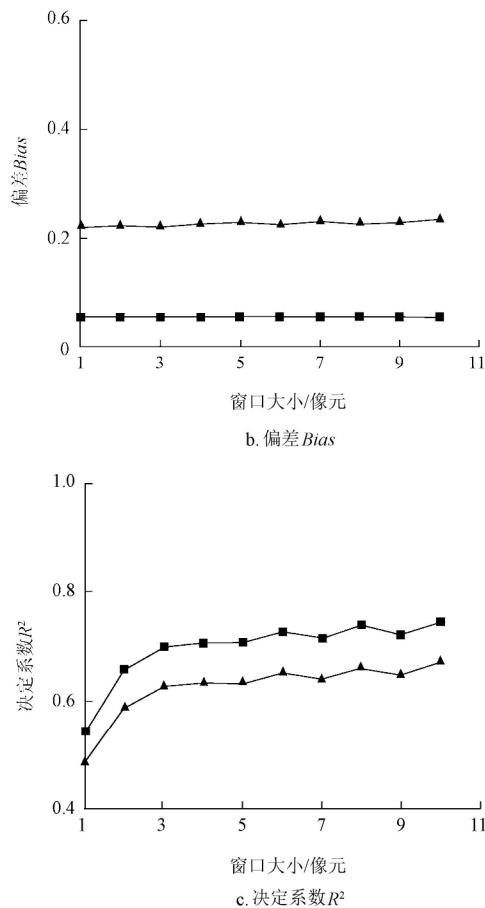 0.6
0.4
0.2
0
偏差Bias
1 3 5 7 9 11
窗口大小/像元
b. 偏差Bias
1.0
0.8
0.6
0.4
决定系数R²
1 3 5 7 9 11
窗口大小/像元
c. 决定系数R²